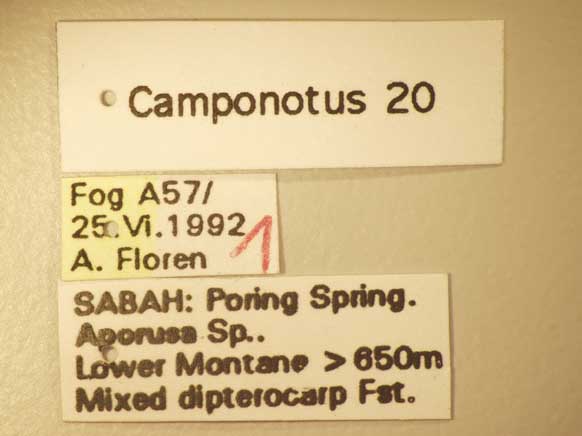 Camponotus 20
Fog A57/
25.Vi.1992
A. Floren
1
SABAH: Poring Spring.
Aporusa Sp..
Lower Montane > 650m
Mixed dipterocarp Fst.